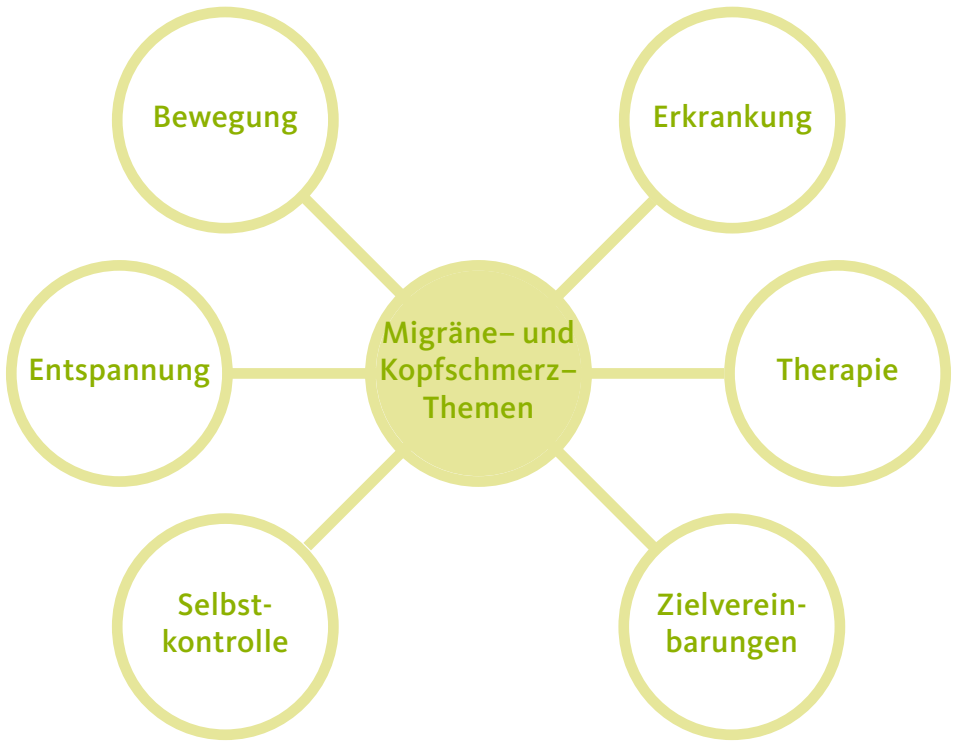 Bewegung
Erkrankung
Migräne– und
Kopfschmerz–
Themen
Entspannung
Therapie
Selbst-
kontrolle
Zielverein-
barungen